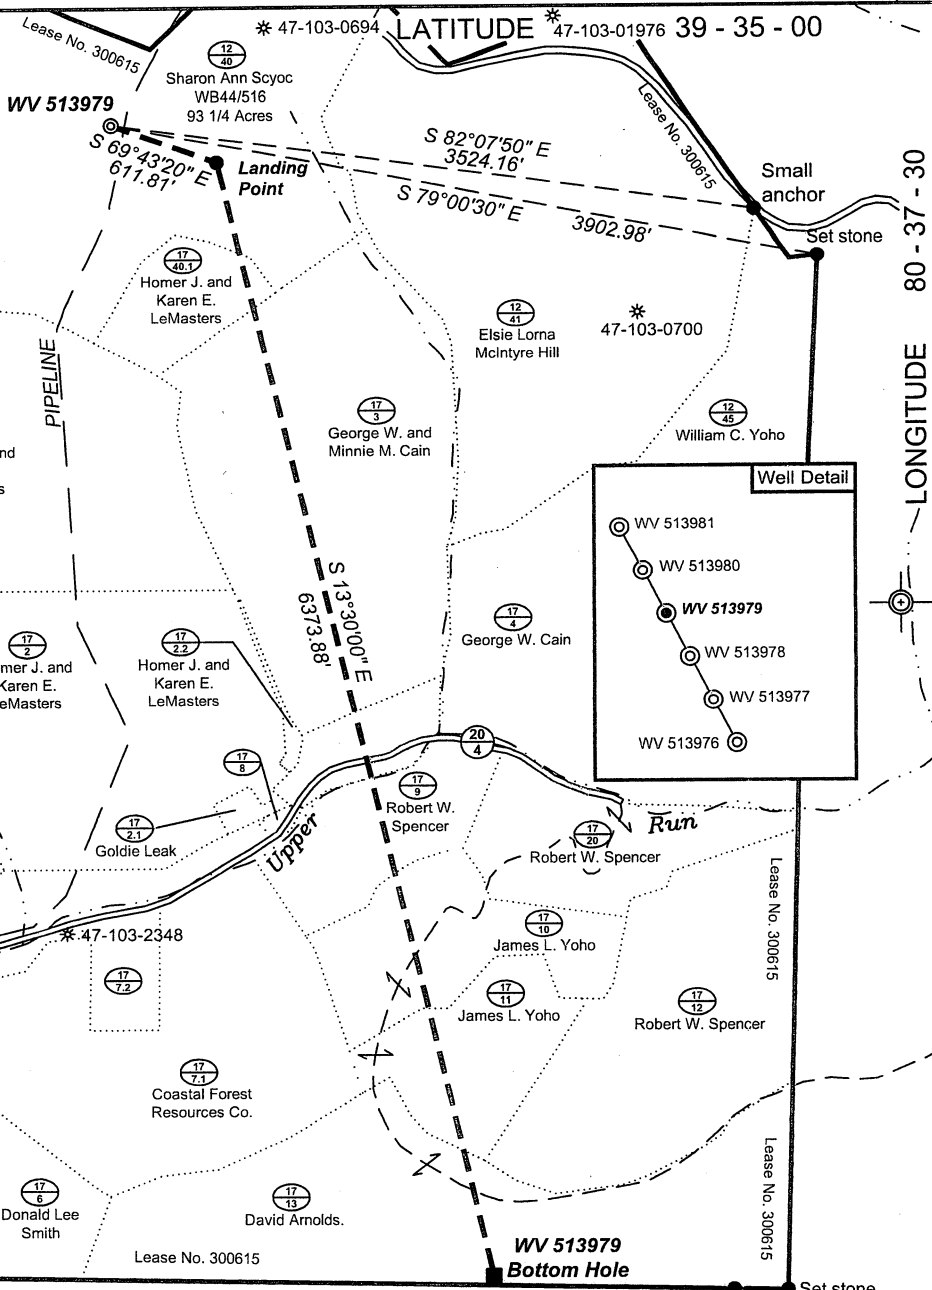 Lease No. 300615
47-103-0694
LATITUDE
47-103-01976
39 - 35 - 00
12
40
Sharon Ann Scyoc
WB44/516
93 1/4 Acres
WV 513979
S 69°43'20" E
611.81'
Landing
Point
S 82°07'50" E
3524.16'
S 79°00'30" E
3902.98'
Lease No. 300615
Small
anchor
Set stone
80 - 37 - 30
LONGITUDE
17
40.1
Homer J. and
Karen E.
LeMasters
12
41
Elsie Lorna
McIntyre Hill
47-103-0700
PIPELINE
17
3
George W. and
Minnie M. Cain
12
45
William C. Yoho
nd
s
Well Detail
WV 513981
WV 513980
WV 513979
WV 513978
WV 513977
WV 513976
S 13°30'00" E
6373.88'
17
4
George W. Cain
17
2
mer J. and
Karen E.
eMasters
17
2.2
Homer J. and
Karen E.
LeMasters
20
4
17
8
17
9
Robert W.
Spencer
17
2.1
Goldie Leak
Upper
Run
17
20
Robert W. Spencer
47-103-2348
17
7.2
17
10
James L. Yoho
17
11
James L. Yoho
17
12
Robert W. Spencer
Lease No. 300615
17
7.1
Coastal Forest
Resources Co.
17
6
Donald Lee
Smith
17
13
David Arnolds.
Lease No. 300615
Lease No. 300615
WV 513979
Bottom Hole
Set stone